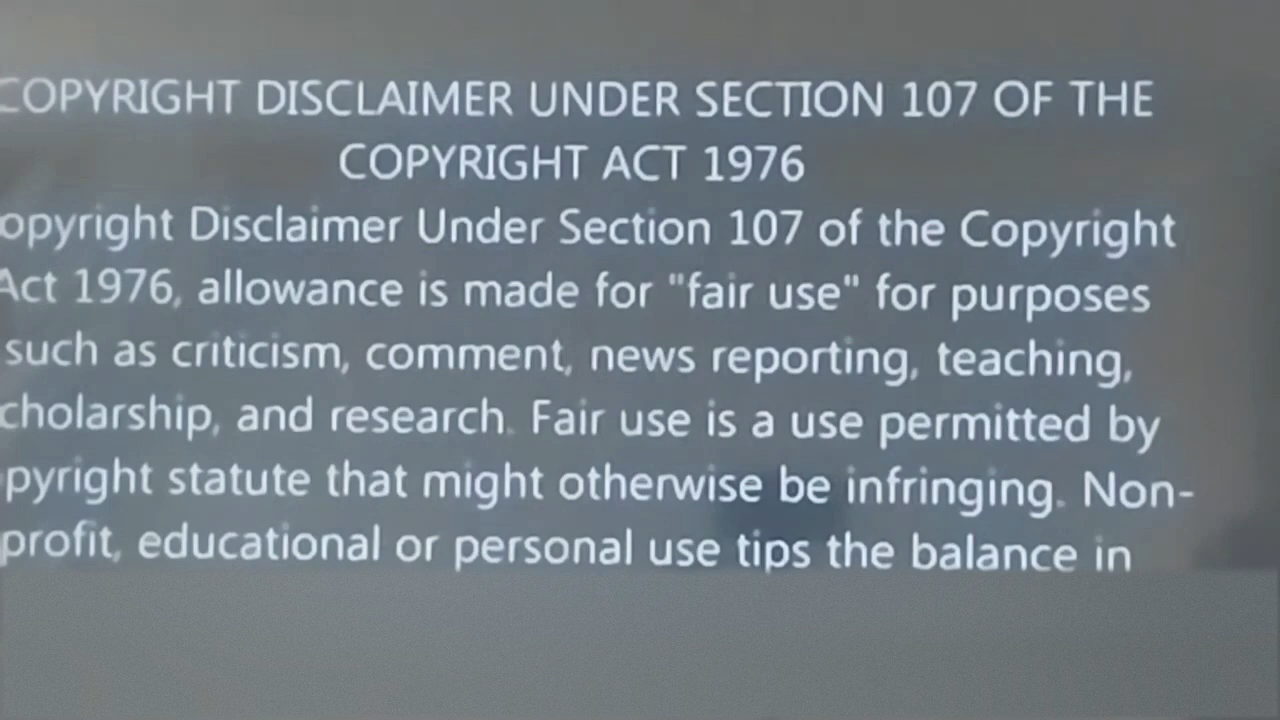 COPYRIGHT DISCLAIMER UNDER SECTION 107 OF THE
COPYRIGHT ACT 1976
opyright Disclaimer Under Section 107 of the Copyright
Act 1976, allowance is made for "fair use" for purposes
such as criticism, comment, news reporting, teaching,
cholarship, and research. Fair use is a use permitted by
pyright statute that might otherwise be infringing. Non-
profit, educational or personal use tips the balance in